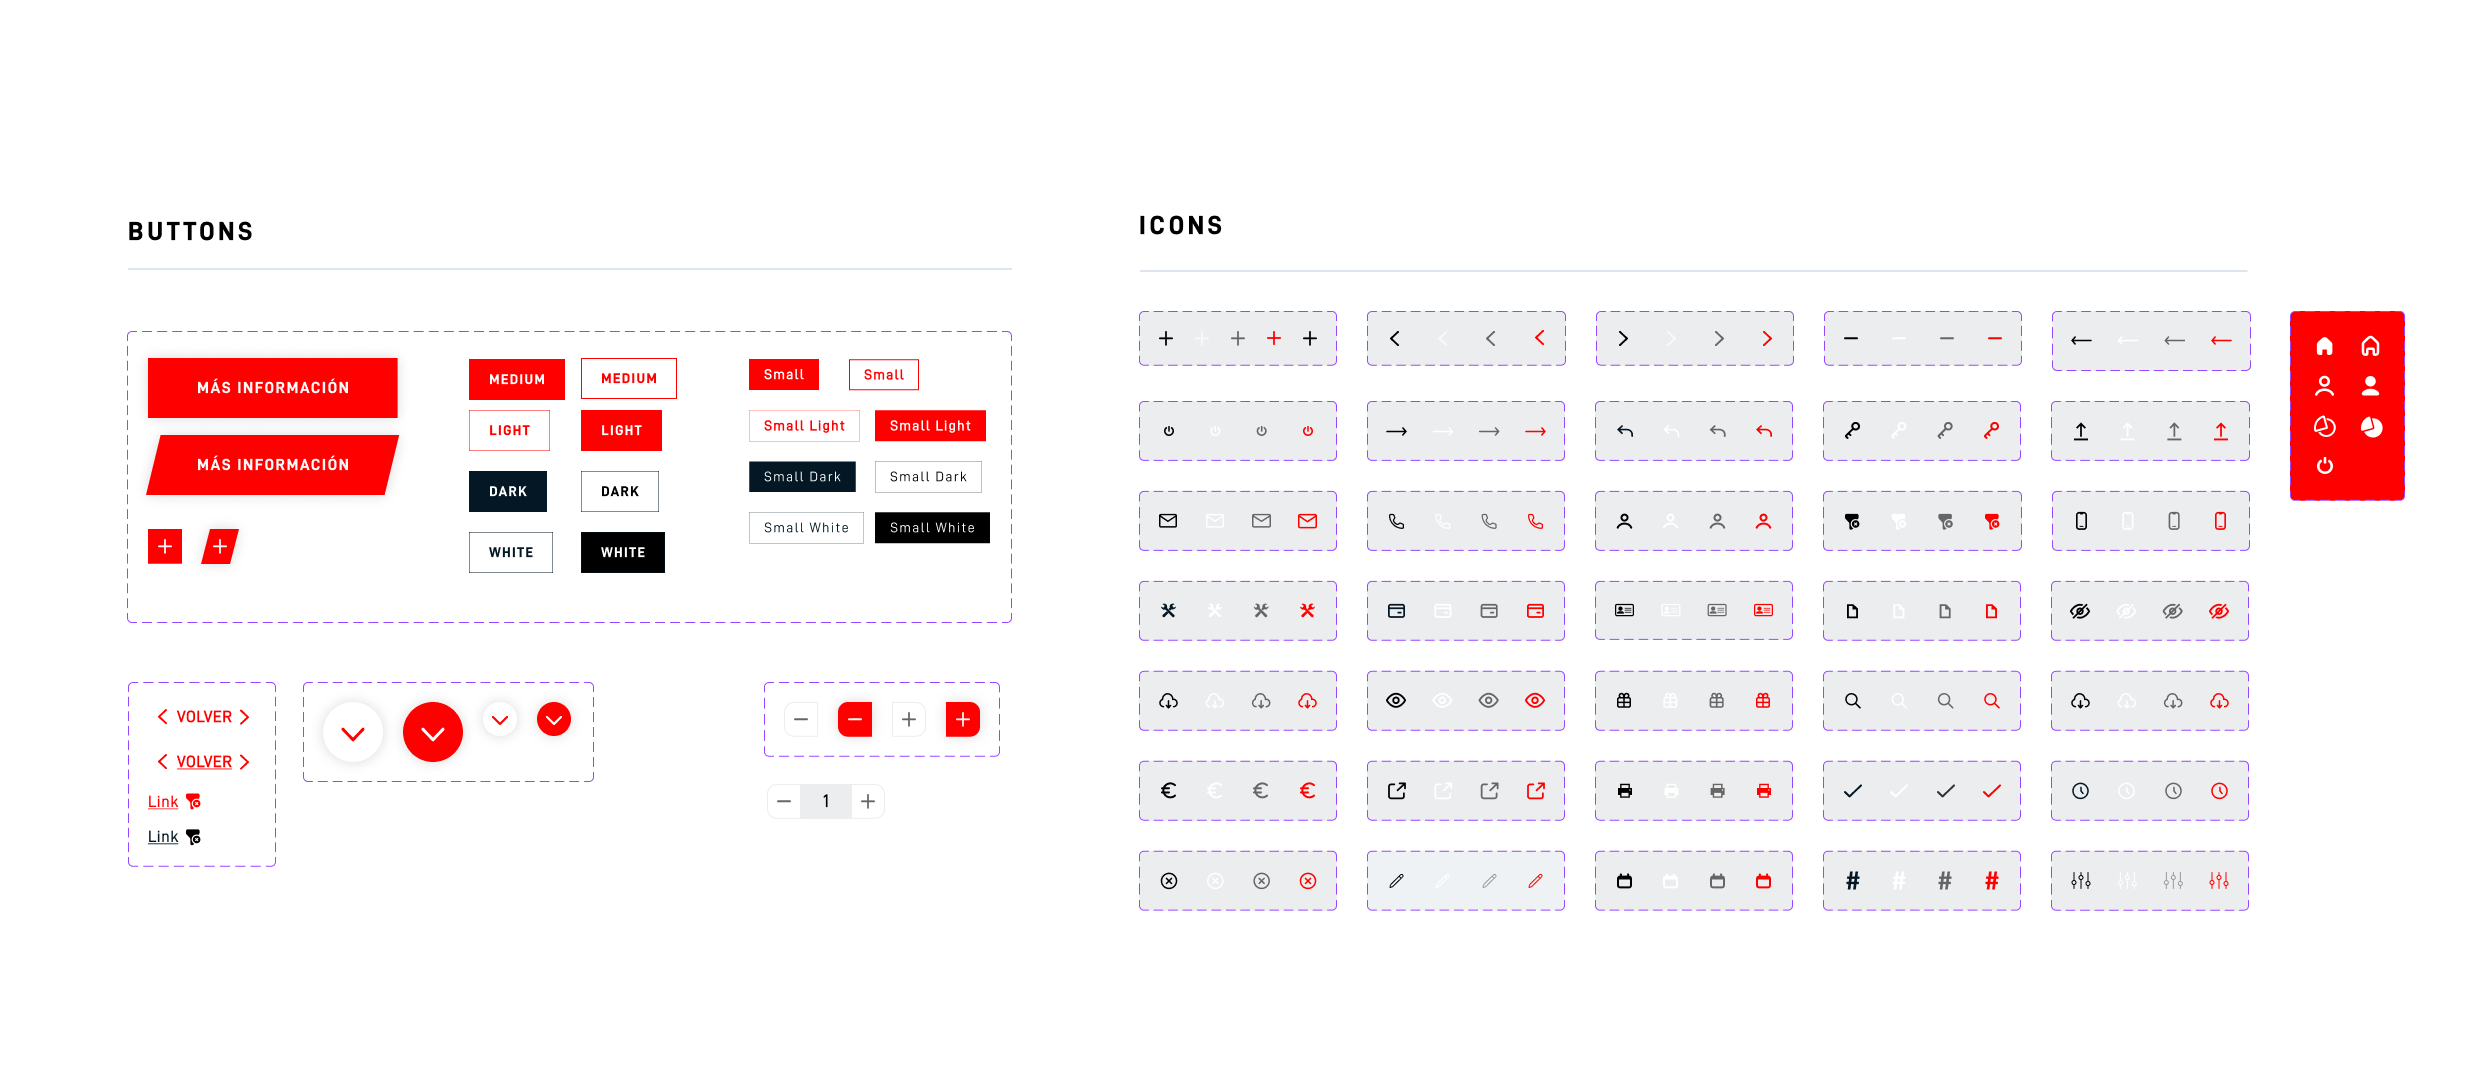 BUTTONS
MÁS INFORMACIÓN
MÁS INFORMACIÓN
MEDIUM
MEDIUM
LIGHT
LIGHT
DARK
DARK
WHITE
WHITE
Small
Small
Small Light
Small Light
Small Dark
Small Dark
Small White
Small White
VOLVER
VOLVER
Link
Link
1
ICONS